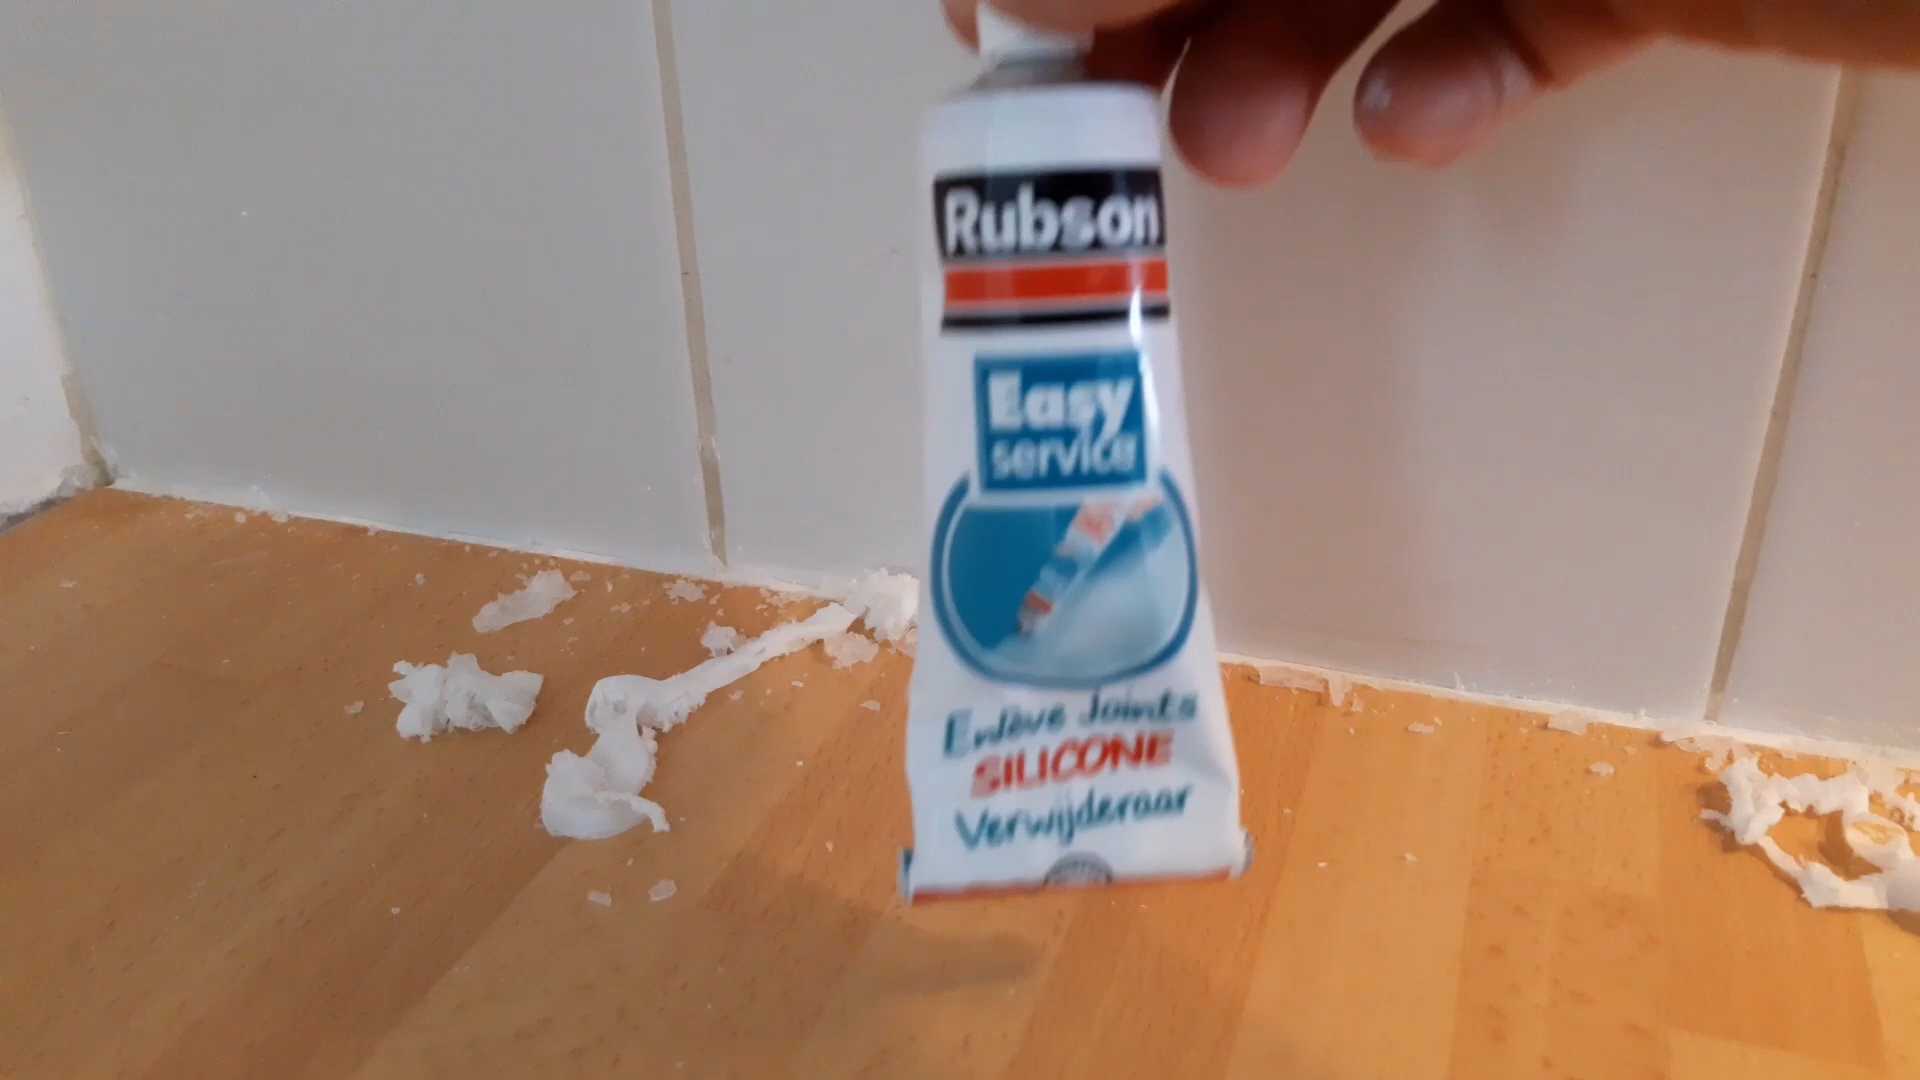 Rubson
Easy
service
Enlève Joints
SILICONE
Verwijderaar